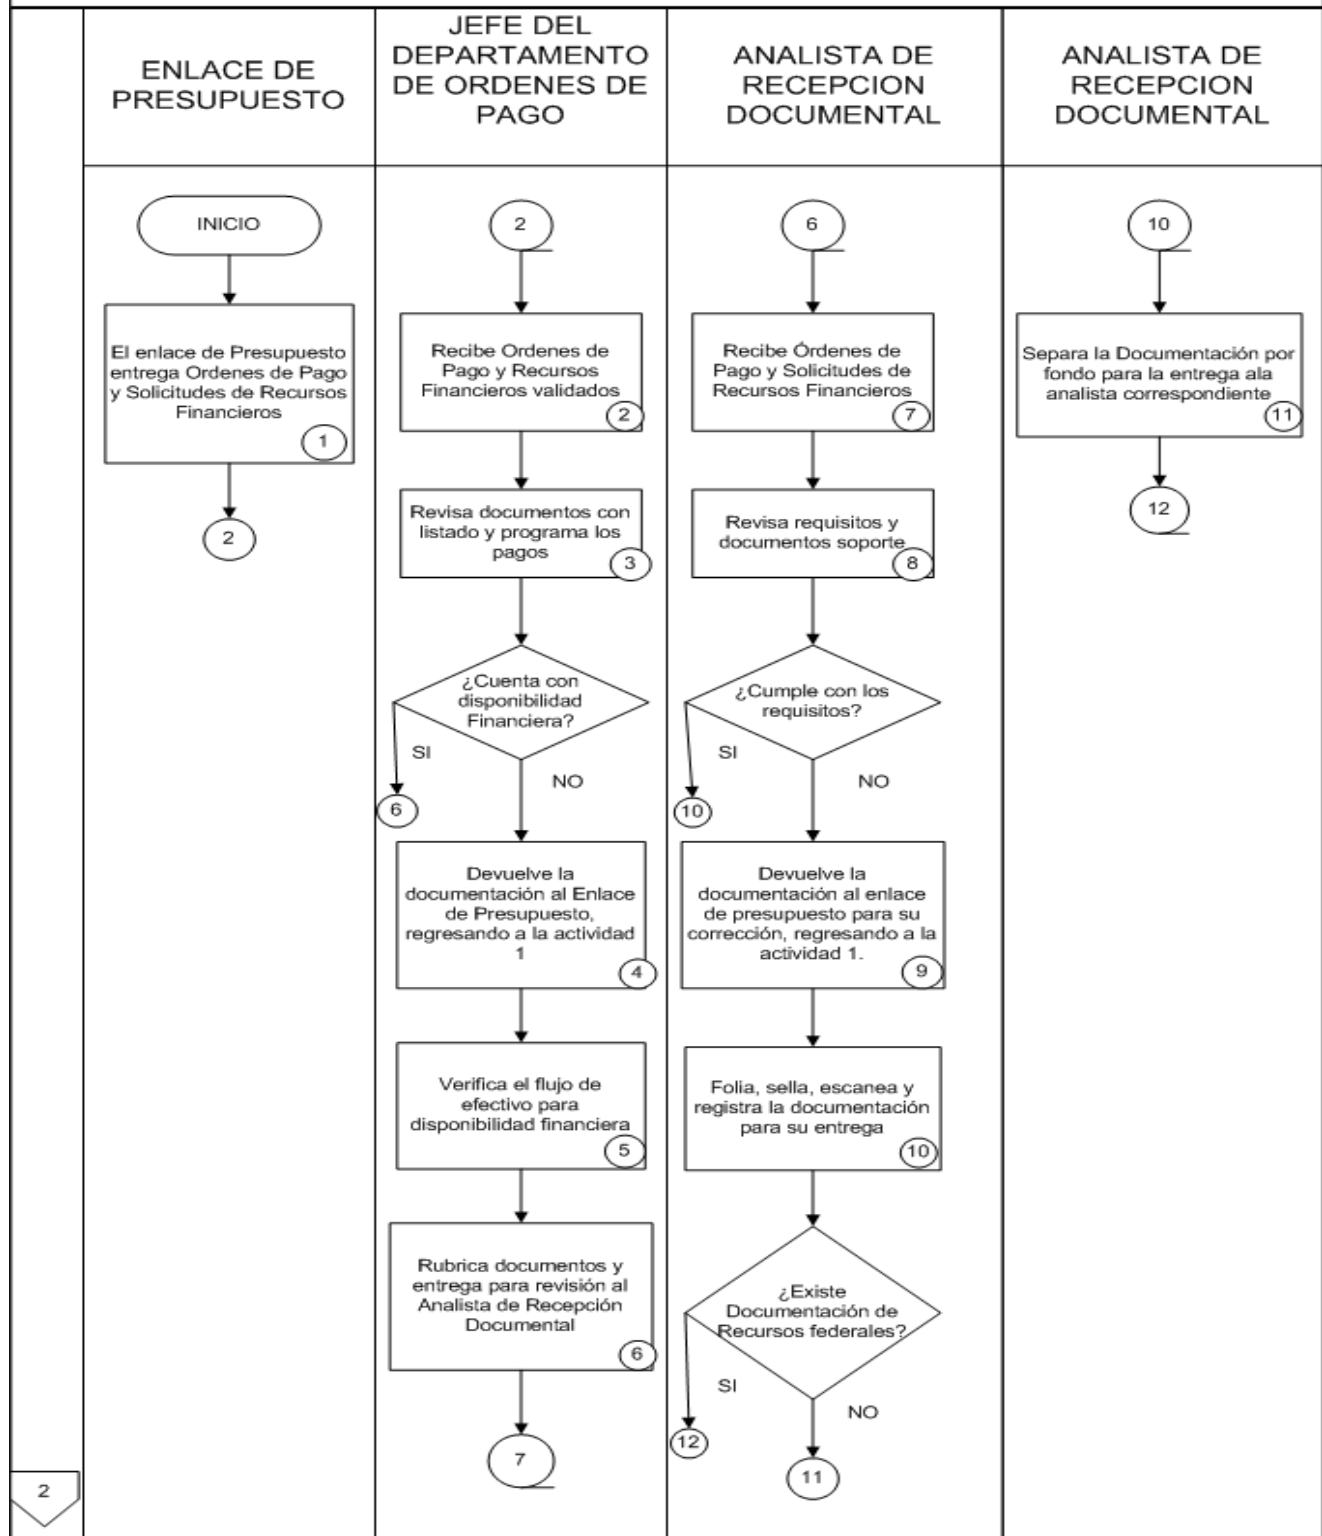 ENLACE DE
PRESUPUESTO
JEFE DEL
DEPARTAMENTO
DE ORDENES DE
PAGO
ANALISTA DE
RECEPCION
DOCUMENTAL
ANALISTA DE
RECEPCION
DOCUMENTAL
INICIO
El enlace de Presupuesto
entrega Ordenes de Pago
y Solicitudes de Recursos
Financieros
1
2
2
Recibe Ordenes de
Pago y Recursos
Financieros validados
2
Revisa documentos con
listado y programa los
pagos
3
¿Cuenta con
disponibilidad
Financiera?
SI
NO
6
Devuelve la
documentación al Enlace
de Presupuesto,
regresando a la actividad
1
4
Verifica el flujo de
efectivo para
disponibilidad financiera
5
Rubrica documentos y
entrega para revisión al
Analista de Recepción
Documental
6
7
6
Recibe Órdenes de
Pago y Solicitudes de
Recursos Financieros
7
Revisa requisitos y
documentos soporte
8
¿Cumple con los
requisitos?
SI
NO
10
Devuelve la
documentación al enlace
de presupuesto para su
corrección, regresando a la
actividad 1.
9
Folia, sella, escanea y
registra la documentación
para su entrega
10
¿Existe
Documentación de
Recursos federales?
SI
NO
12
11
10
Separa la Documentación por
fondo para la entrega ala
analista correspondiente
11
12
2